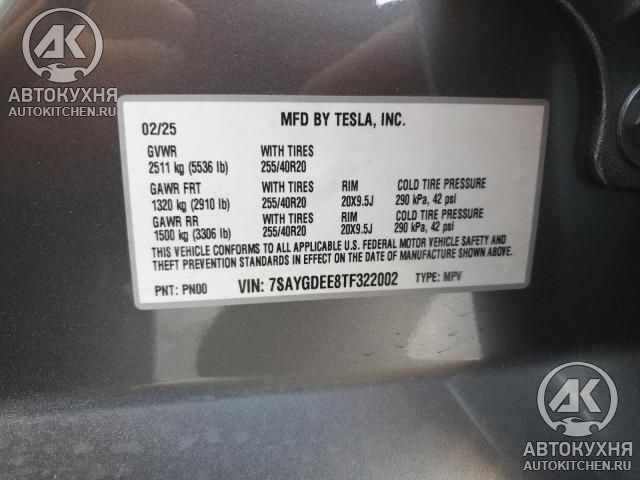 AK
АВТОКУХНЯ
AUTOKITCHEN.RU
MFD BY TESLA, INC.
02/25
GVWR WITH TIRES
2511 kg (5536 lb) 255/40R20
GAWR FRT WITH TIRES RIM COLD TIRE PRESSURE
1320 kg (2910 lb) 255/40R20 20X9.5J 290 kPa, 42 psi
GAWR RR WITH TIRES RIM COLD TIRE PRESSURE
1500 kg (3306 lb) 255/40R20 20X9.5J 290 kPa, 42 psi
THIS VEHICLE CONFORMS TO ALL APPLICABLE U.S. FEDERAL MOTOR VEHICLE SAFETY AND
THEFT PREVENTION STANDARDS IN EFFECT ON THE DATE OF MANUFACTURE SHOWN ABOVE.
PNT: PN00 VIN: 7SAYGDEE8TF322002 TYPE: MPV
AK
АВТОКУХНЯ
AUTOKITCHEN.RU